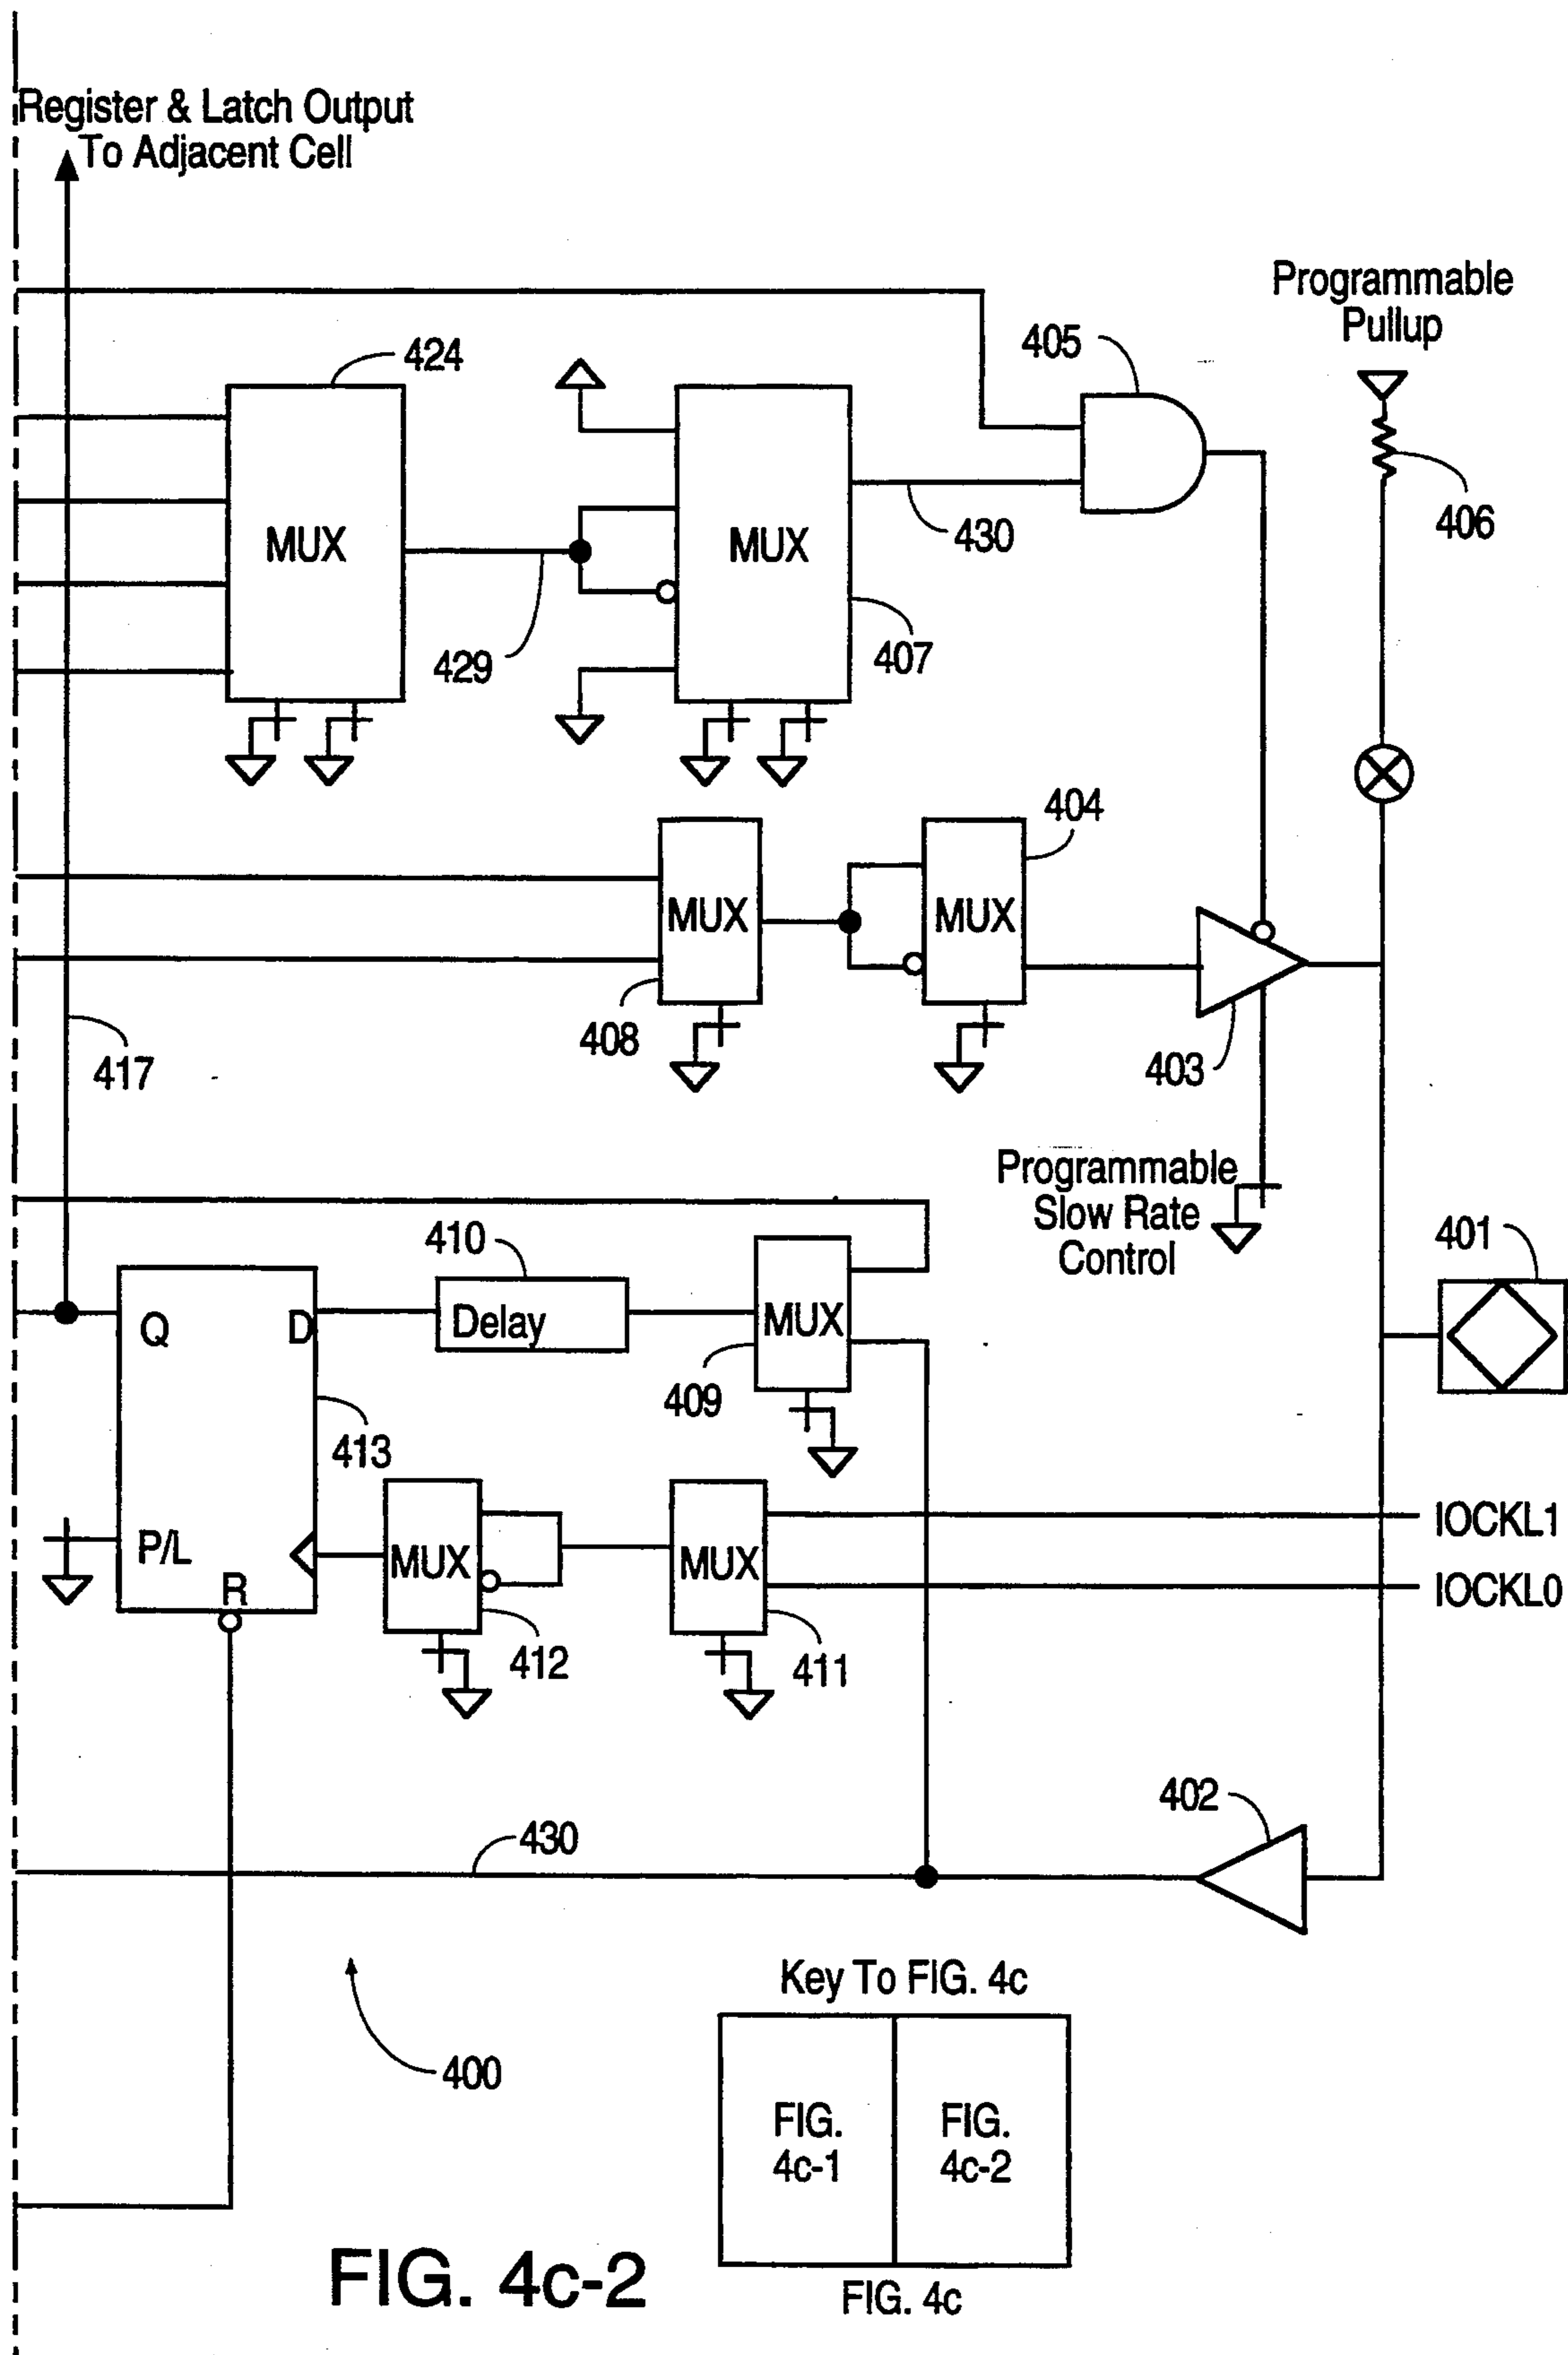 Register & Latch Output
To Adjacent Cell
Programmable
Pullup
424
405
406
MUX
MUX
430
429
407
404
MUX
MUX
408
403
417
Programmable
Slow Rate
Control
410
401
Q
D
Delay
MUX
409
413
P/L
R
MUX
MUX
IOCKL1
IOCKL0
412
411
402
430
Key To FIG. 4c
400
FIG.
4c-1
FIG.
4c-2
FIG. 4c-2
FIG. 4c